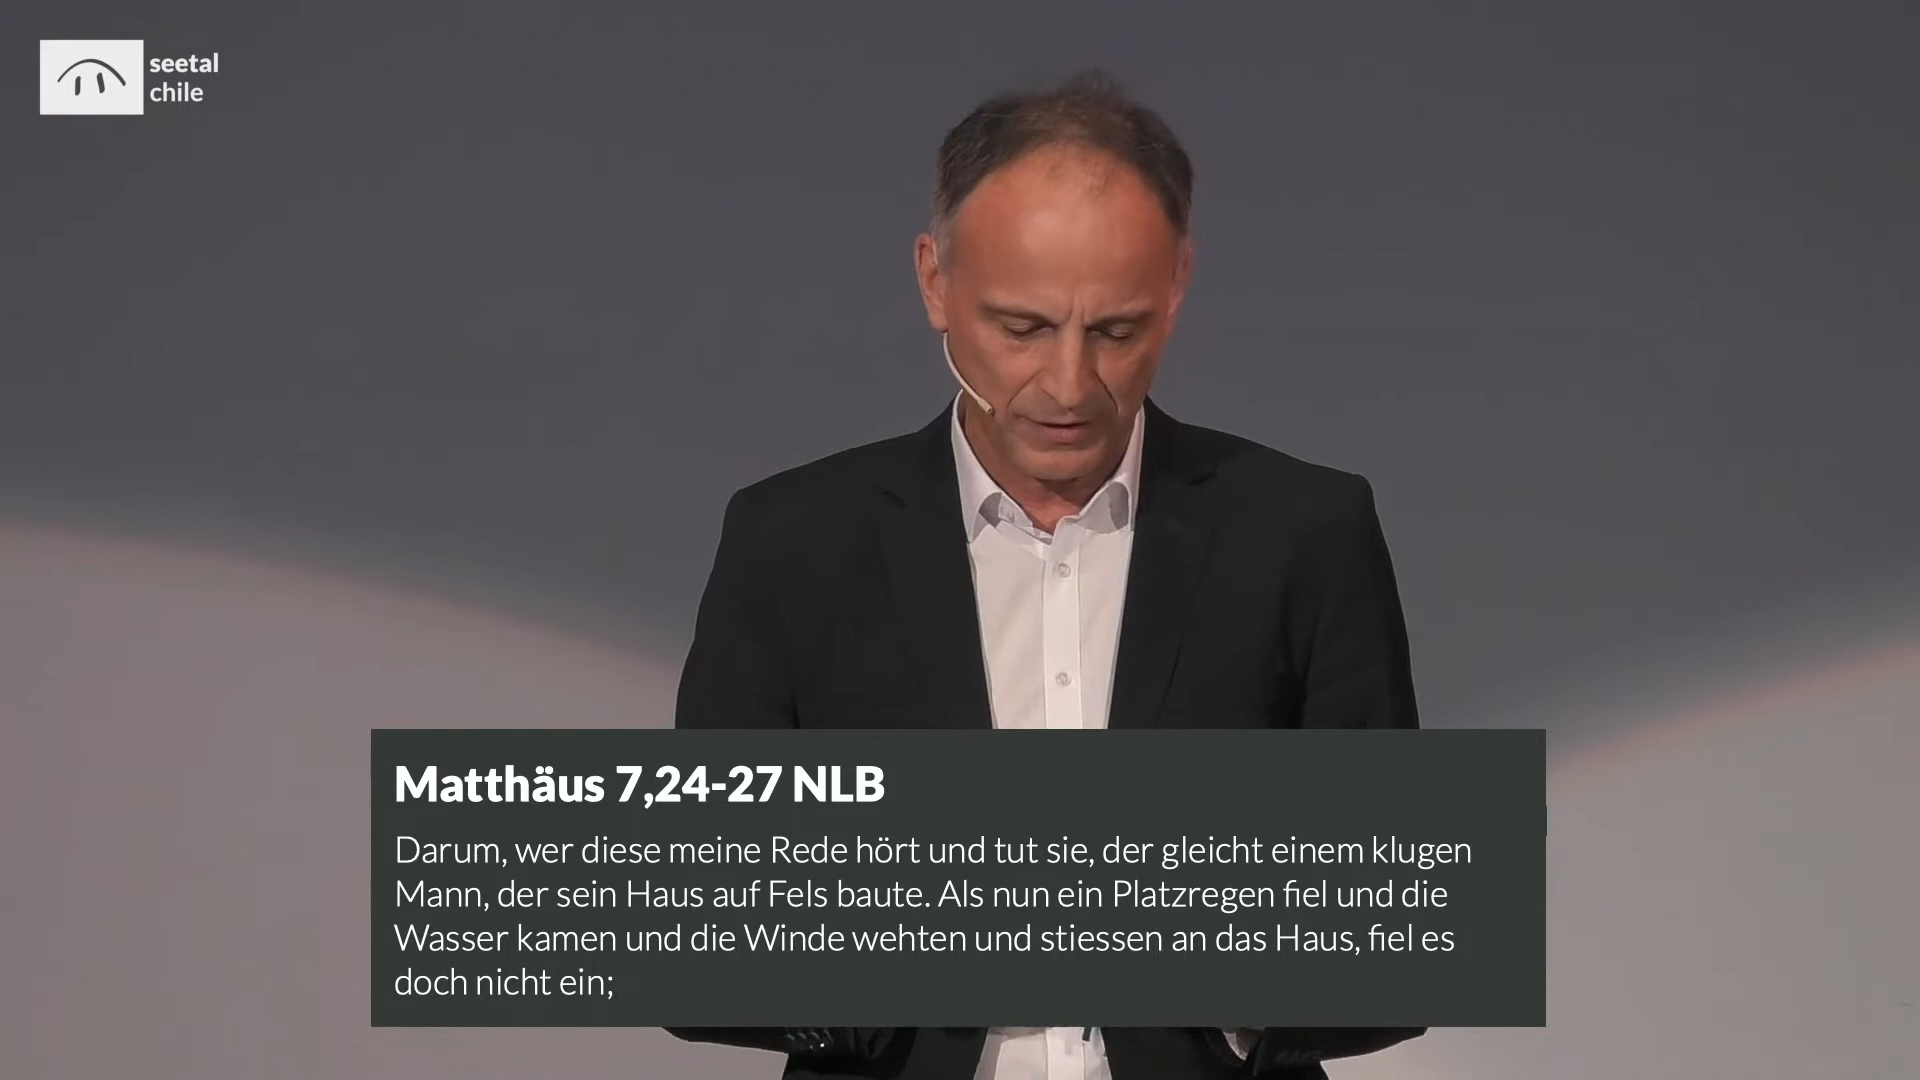 seetal
chile
Matthäus 7,24-27 NLB
Darum, wer diese meine Rede hört und tut sie, der gleicht einem klugen
Mann, der sein Haus auf Fels baute. Als nun ein Platzregen fiel und die
Wasser kamen und die Winde wehten und stiessen an das Haus, fiel es
doch nicht ein;